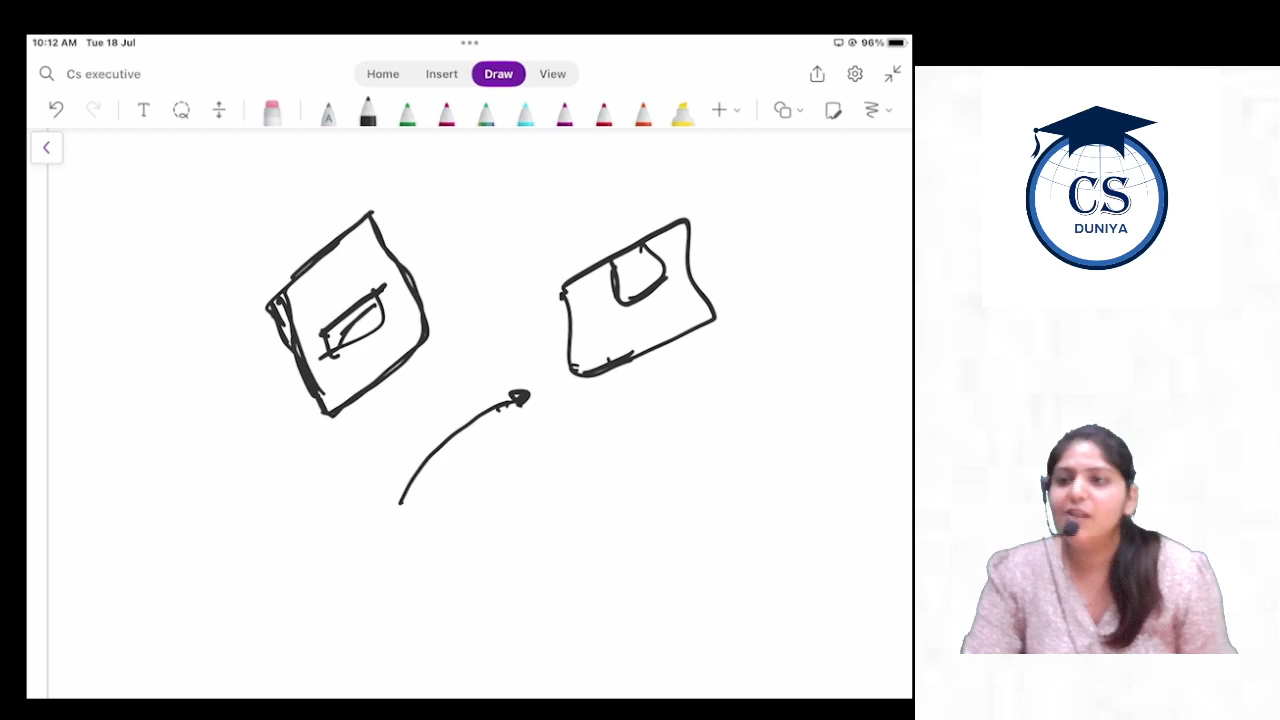 10:12 AM Tue 18 Jul
96%
Cs executive
Home Insert Draw View
T
A
CS
DUNIYA